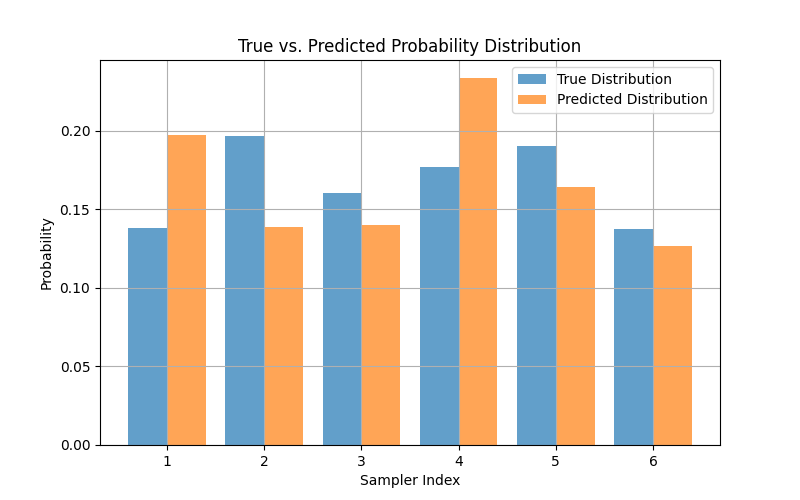 True vs. Predicted Probability Distribution
True Distribution
Predicted Distribution
Probability
0.20
0.15
0.10
0.05
0.00
1 2 3 4 5 6
Sampler Index